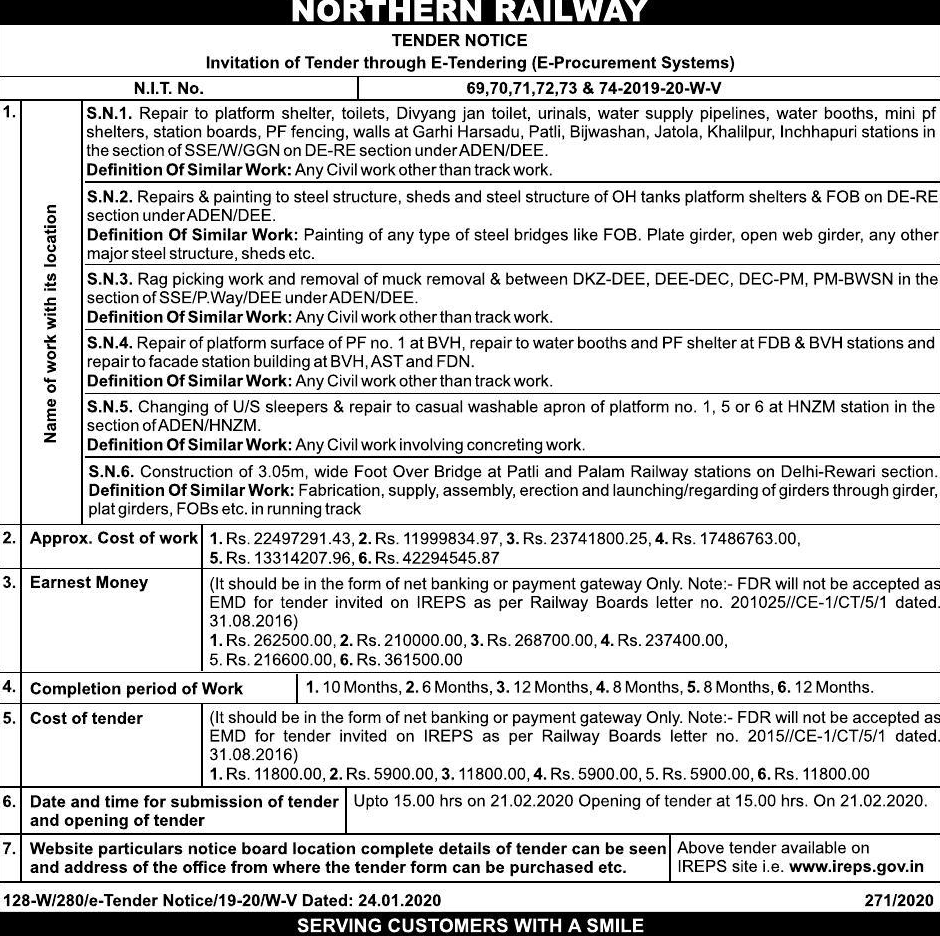 NORTHERN RAILWAY
TENDER NOTICE
Invitation of Tender through E-Tendering (E-Procurement Systems)
N.I.T. No. 69,70,71,72,73 & 74-2019-20-W-V
1.
Name of work with its location
S.N.1. Repair to platform shelter, toilets, Divyang jan toilet, urinals, water supply pipelines, water booths, mini pf
shelters, station boards, PF fencing, walls at Garhi Harsadu, Patli, Bijwashan, Jatola, Khalilpur, Inchhapuri stations in
the section of SSE/W/GGN on DE-RE section under ADEN/DEE.
Definition Of Similar Work: Any Civil work other than track work.
S.N.2. Repairs & painting to steel structure, sheds and steel structure of OH tanks platform shelters & FOB on DE-RE
section under ADEN/DEE.
Definition Of Similar Work: Painting of any type of steel bridges like FOB. Plate girder, open web girder, any other
major steel structure, sheds etc.
S.N.3. Rag picking work and removal of muck removal & between DKZ-DEE, DEE-DEC, DEC-PM, PM-BWSN in the
section of SSE/P.Way/DEE under ADEN/DEE.
Definition Of Similar Work: Any Civil work other than track work.
S.N.4. Repair of platform surface of PF no. 1 at BVH, repair to water booths and PF shelter at FDB & BVH stations and
repair to facade station building at BVH, AST and FDN.
Definition Of Similar Work: Any Civil work other than track work.
S.N.5. Changing of U/S sleepers & repair to casual washable apron of platform no. 1, 5 or 6 at HNZM station in the
section of ADEN/HNZM.
Definition Of Similar Work: Any Civil work involving concreting work.
S.N.6. Construction of 3.05m, wide Foot Over Bridge at Patli and Palam Railway stations on Delhi-Rewari section.
Definition Of Similar Work: Fabrication, supply, assembly, erection and launching/regarding of girders through girder,
plat girders, FOBs etc. in running track
2. Approx. Cost of work 1. Rs. 22497291.43, 2. Rs. 11999834.97, 3. Rs. 23741800.25, 4. Rs. 17486763.00,
5. Rs. 13314207.96, 6. Rs. 42294545.87
3. Earnest Money (It should be in the form of net banking or payment gateway Only. Note:- FDR will not be accepted as
EMD for tender invited on IREPS as per Railway Boards letter no. 201025//CE-1/CT/5/1 dated.
31.08.2016)
1. Rs. 262500.00, 2. Rs. 210000.00, 3. Rs. 268700.00, 4. Rs. 237400.00,
5. Rs. 216600.00, 6. Rs. 361500.00
4. Completion period of Work 1. 10 Months, 2. 6 Months, 3. 12 Months, 4. 8 Months, 5. 8 Months, 6. 12 Months.
5. Cost of tender (It should be in the form of net banking or payment gateway Only. Note:- FDR will not be accepted as
EMD for tender invited on IREPS as per Railway Boards letter no. 2015//CE-1/CT/5/1 dated.
31.08.2016)
1. Rs. 11800.00, 2. Rs. 5900.00, 3. 11800.00, 4. Rs. 5900.00, 5. Rs. 5900.00, 6. Rs. 11800.00
6. Date and time for submission of tender Upto 15.00 hrs on 21.02.2020 Opening of tender at 15.00 hrs. On 21.02.2020.
and opening of tender
7. Website particulars notice board location complete details of tender can be seen Above tender available on
and address of the office from where the tender form can be purchased etc. IREPS site i.e. www.ireps.gov.in
128-W/280/e-Tender Notice/19-20/W-V Dated: 24.01.2020 271/2020
SERVING CUSTOMERS WITH A SMILE